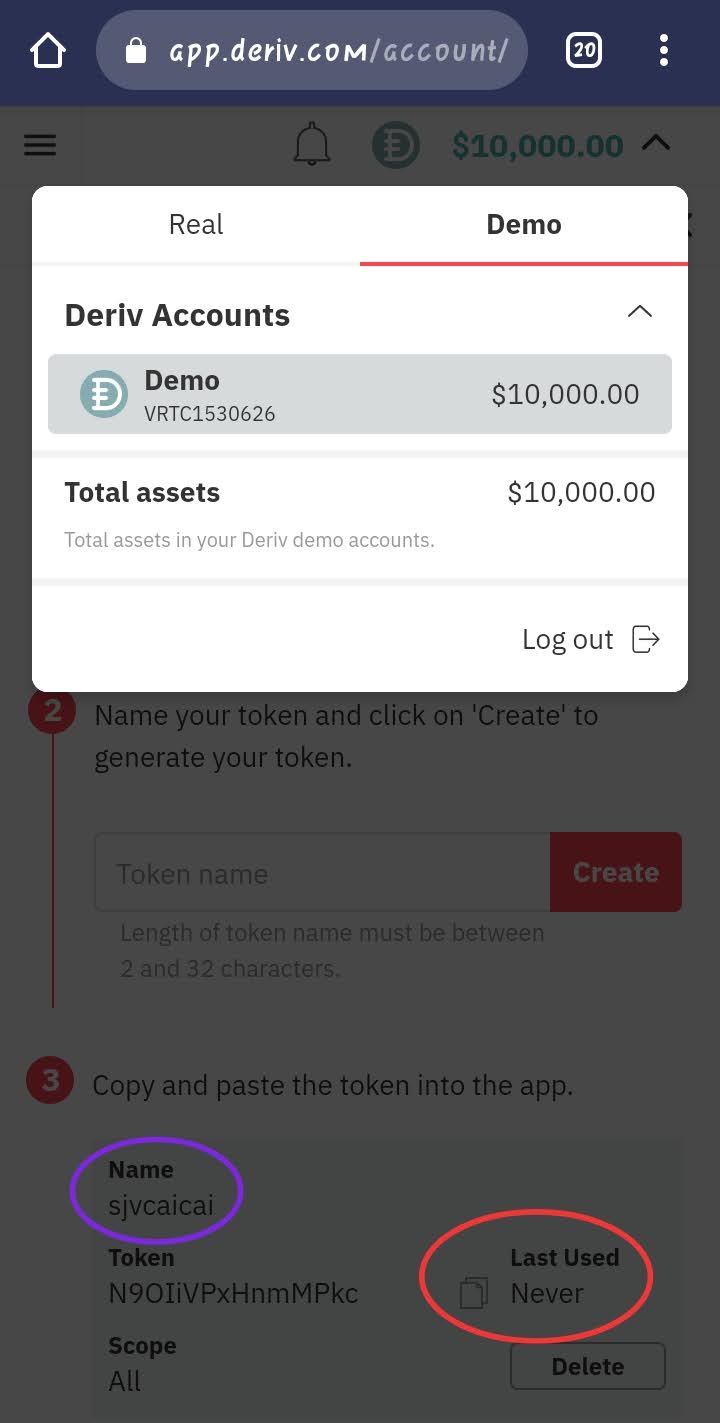 app.deriv.com/account/
20
$10,000.00
Real
Demo
Deriv Accounts
Demo
VRTC1530626
$10,000.00
Total assets
$10,000.00
Total assets in your Deriv demo accounts.
Log out
2
Name your token and click on 'Create' to
generate your token.
Token name
Create
Length of token name must be between
2 and 32 characters.
3
Copy and paste the token into the app.
Name
sjvcaicai
Token
N9OIiVPxHnmMPkc
Last Used
Never
Scope
All
Delete